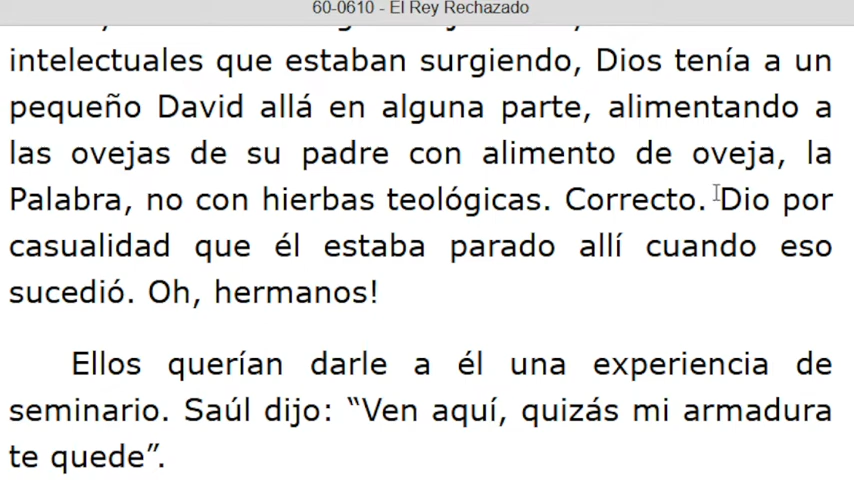 60-0610 - El Rey Rechazado
intelectuales que estaban surgiendo, Dios tenía a un
pequeño David allá en alguna parte, alimentando a
las ovejas de su padre con alimento de oveja, la
Palabra, no con hierbas teológicas. Correcto. Dio por
casualidad que él estaba parado allí cuando eso
sucedió. Oh, hermanos!
Ellos querían darle a él una experiencia de
seminario. Saúl dijo: “Ven aquí, quizás mi armadura
te quede”.